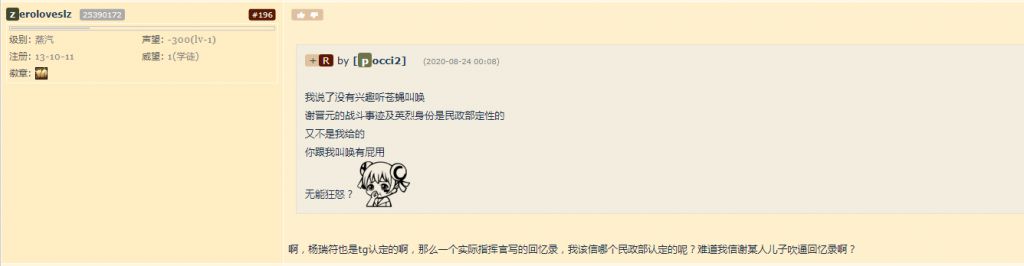 zeroloveslz 25390172 #196
级别: 蒸汽 声望: -300(lv-1)
注册: 13-10-11 威望: 1(学徒)
徽章:
+ R by [pocci2] (2020-08-24 00:08)
我说了没有兴趣听苍蝇叫唤
谢晋元的战斗事迹及英烈身份是民政部定性的
又不是我给的
你跟我叫唤有屁用
无能狂怒？
啊，杨瑞符也是tg认定的啊，那么一个实际指挥官写的回忆录，我该信哪个民政部认定的呢？难道我信谢某人儿子吹逼回忆录啊？